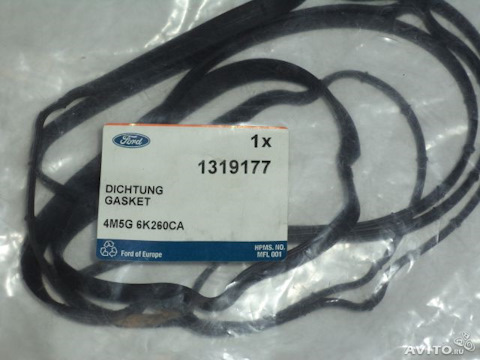 Ford
1x
1319177
DICHTUNG
GASKET
4M5G 6K260CA
Ford of Europe
HPMS. NO.
MFL 001
AVITO.ru